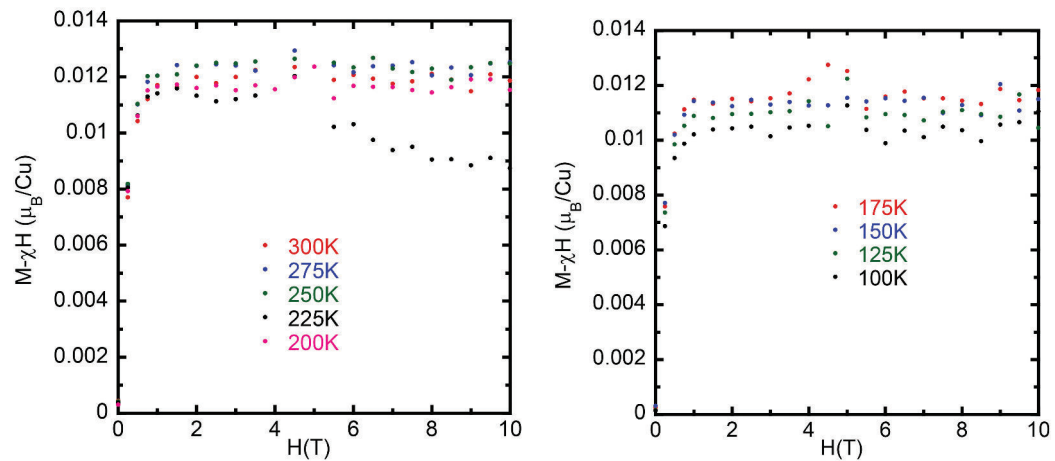 0.014
0.012
0.01
0.008
0.006
0.004
0.002
0
M-χH (μB/Cu)
300K
275K
250K
225K
200K
0 2 4 6 8 10
H(T)
0.014
0.012
0.01
0.008
0.006
0.004
0.002
0
M-χH (μB/Cu)
175K
150K
125K
100K
0 2 4 6 8 10
H(T)